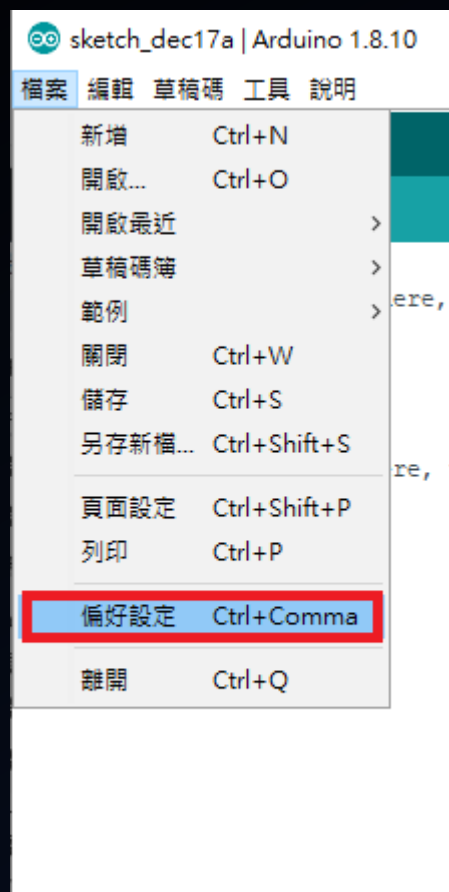 sketch_dec17a | Arduino 1.8.10
檔案 編輯 草稿碼 工具 說明
新增 Ctrl+N
開啟... Ctrl+O
開啟最近
草稿碼簿
範例
ere,
關閉 Ctrl+W
儲存 Ctrl+S
另存新檔... Ctrl+Shift+S
re,
頁面設定 Ctrl+Shift+P
列印 Ctrl+P
偏好設定 Ctrl+Comma
離開 Ctrl+Q